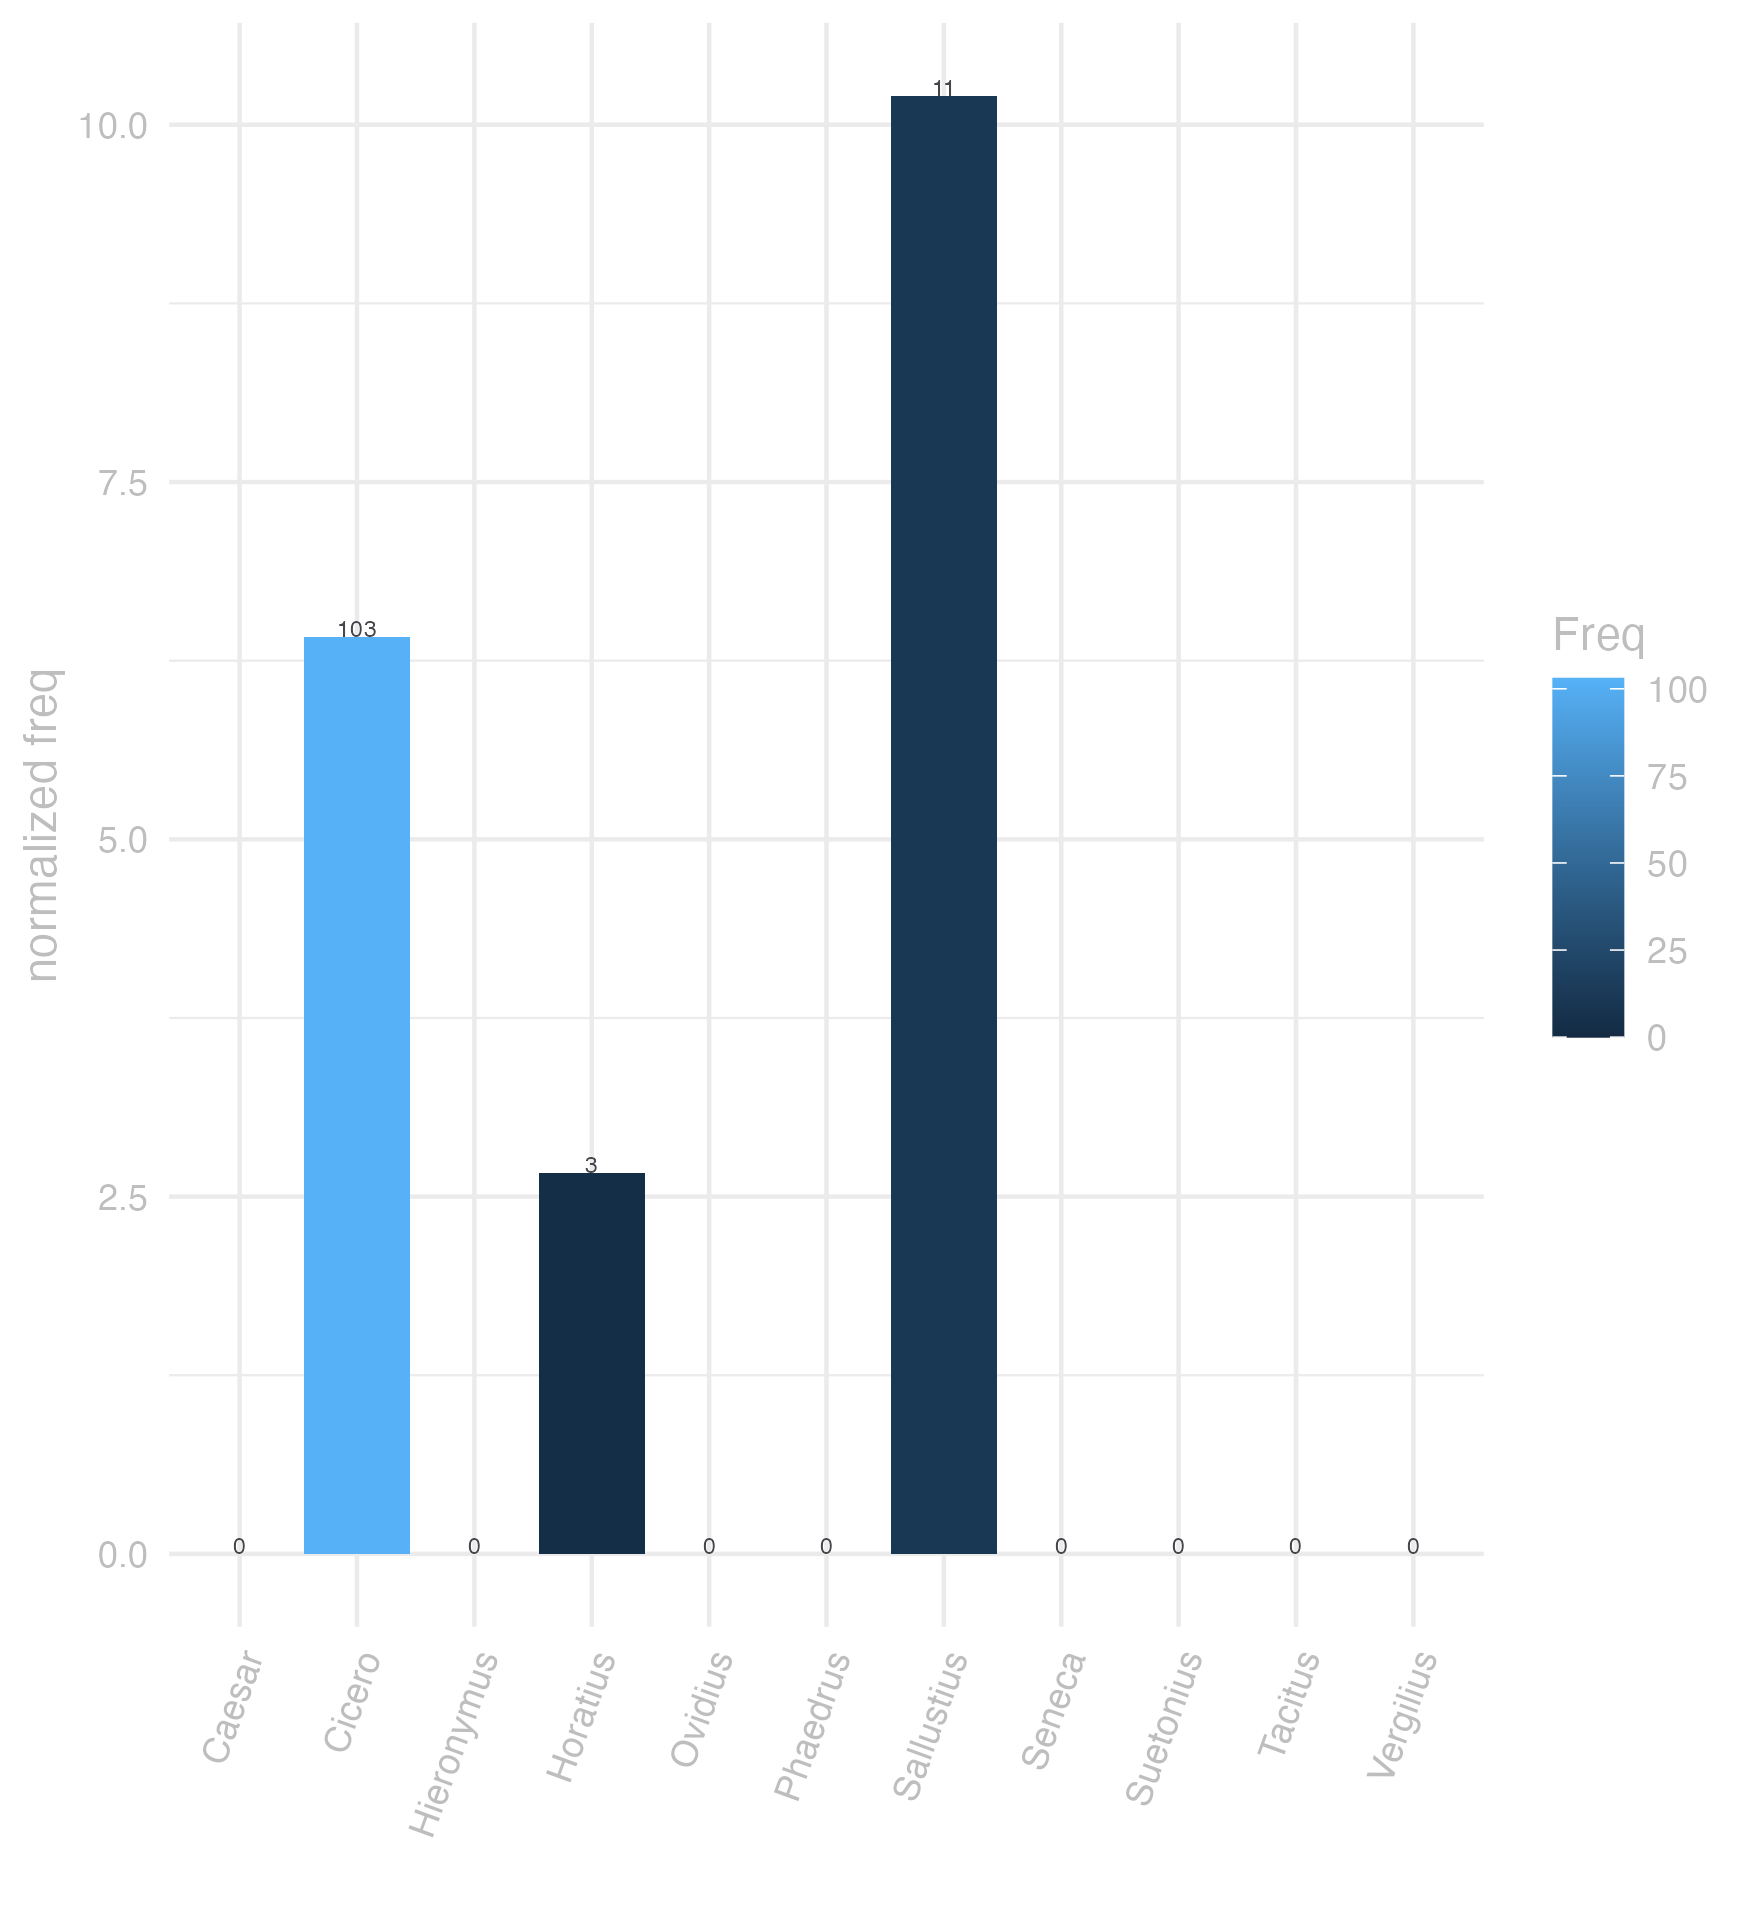 normalized freq
10.0
7.5
5.0
2.5
0.0
0
103
0
3
0
0
11
0
0
0
0
Caesar
Cicero
Hieronymus
Horatius
Ovidius
Phaedrus
Sallustius
Seneca
Suetonius
Tacitus
Vergilius
Freq
100
75
50
25
0